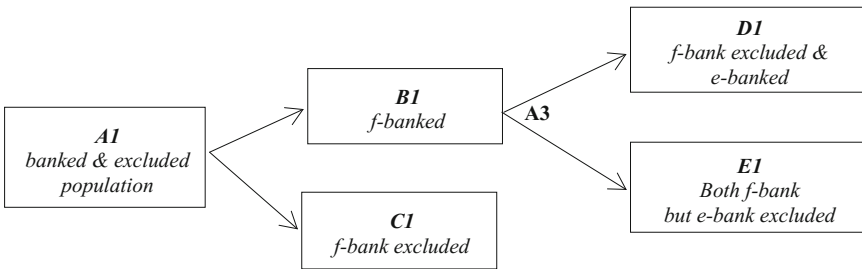 A1
banked & excluded
population
B1
f-banked
C1
f-bank excluded
A3
D1
f-bank excluded &
e-banked
E1
Both f-bank
but e-bank excluded